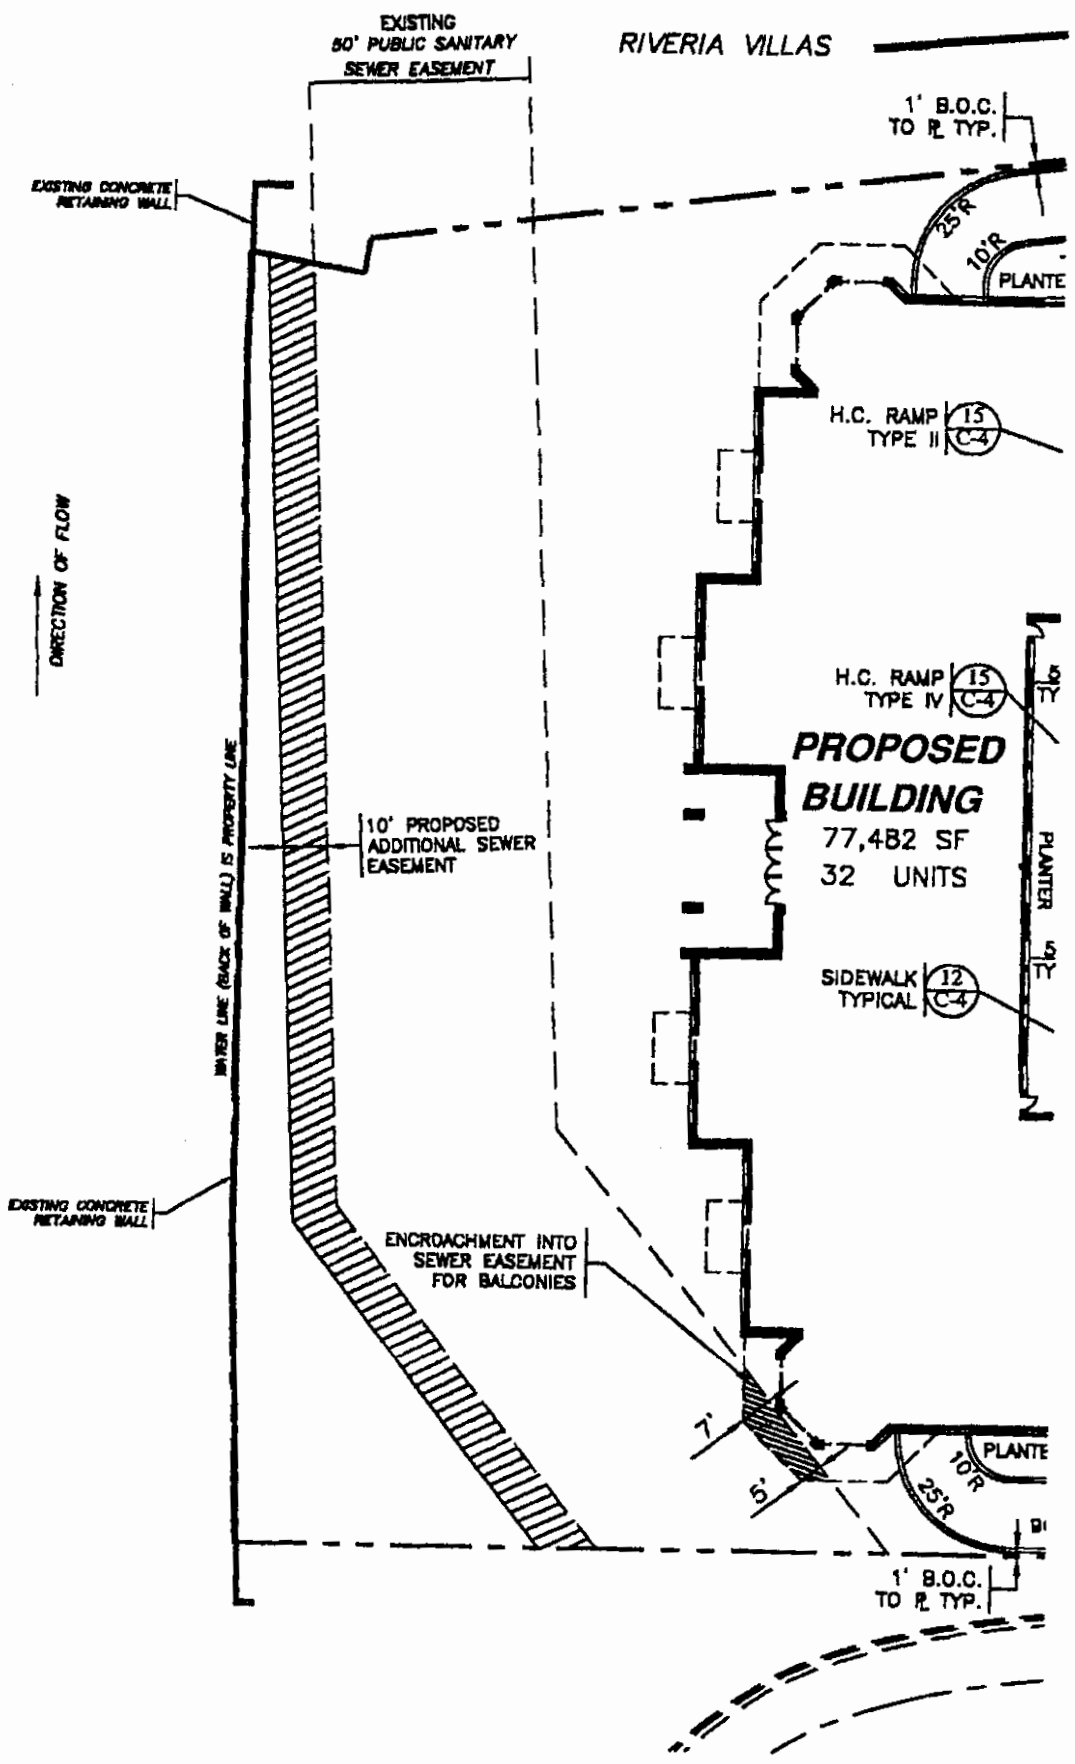 EXISTING
50' PUBLIC SANITARY
SEWER EASEMENT
RIVERIA VILLAS
1' B.O.C.
TO PL TYP.
EXISTING CONCRETE
RETAINING WALL
25'R
10'R
PLANTE
H.C. RAMP
TYPE II
15
C-4
DIRECTION OF FLOW
H.C. RAMP
TYPE IV
15
C-4
TY
PROPOSED
BUILDING
77,482 SF
32 UNITS
10' PROPOSED
ADDITIONAL SEWER
EASEMENT
PLANTER
WATER LINE (BACK OF WALL) IS PROPERTY LINE
SIDEWALK
TYPICAL
12
C-4
TY
EXISTING CONCRETE
RETAINING WALL
ENCROACHMENT INTO
SEWER EASEMENT
FOR BALCONIES
7'
5'
PLANTE
10'R
25'R
1' B.O.C.
TO PL TYP.